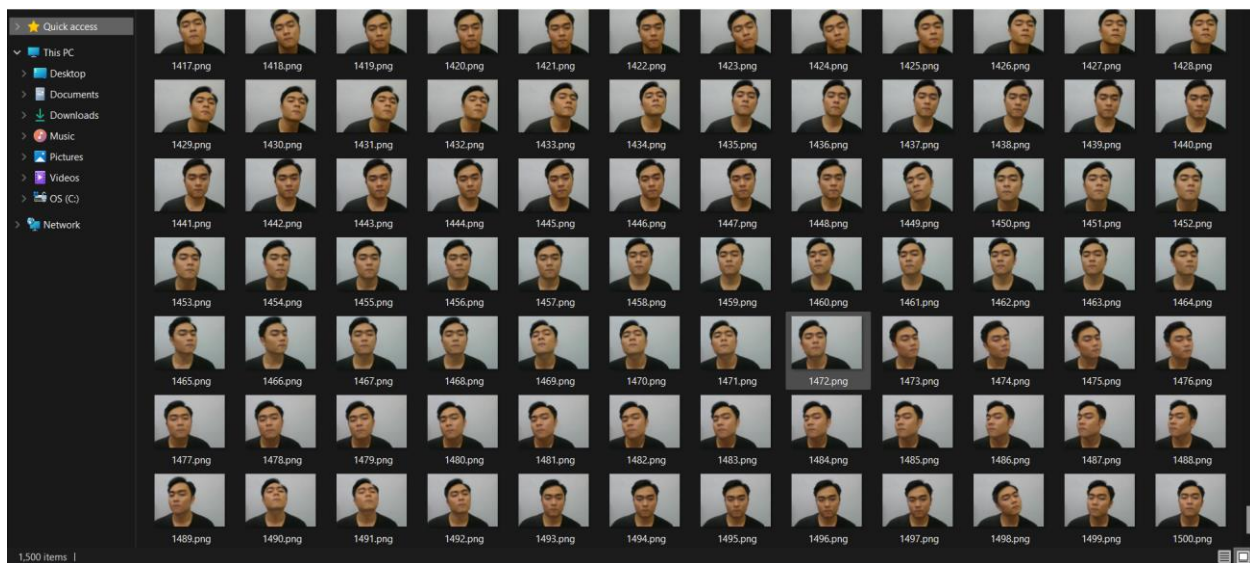 Quick access
This PC
Desktop
Documents
Downloads
Music
Pictures
Videos
OS (C:)
Network
1417.png 1418.png 1419.png 1420.png 1421.png 1422.png 1423.png 1424.png 1425.png 1426.png 1427.png 1428.png
1429.png 1430.png 1431.png 1432.png 1433.png 1434.png 1435.png 1436.png 1437.png 1438.png 1439.png 1440.png
1441.png 1442.png 1443.png 1444.png 1445.png 1446.png 1447.png 1448.png 1449.png 1450.png 1451.png 1452.png
1453.png 1454.png 1455.png 1456.png 1457.png 1458.png 1459.png 1460.png 1461.png 1462.png 1463.png 1464.png
1465.png 1466.png 1467.png 1468.png 1469.png 1470.png 1471.png 1472.png 1473.png 1474.png 1475.png 1476.png
1477.png 1478.png 1479.png 1480.png 1481.png 1482.png 1483.png 1484.png 1485.png 1486.png 1487.png 1488.png
1489.png 1490.png 1491.png 1492.png 1493.png 1494.png 1495.png 1496.png 1497.png 1498.png 1499.png 1500.png
1,500 items